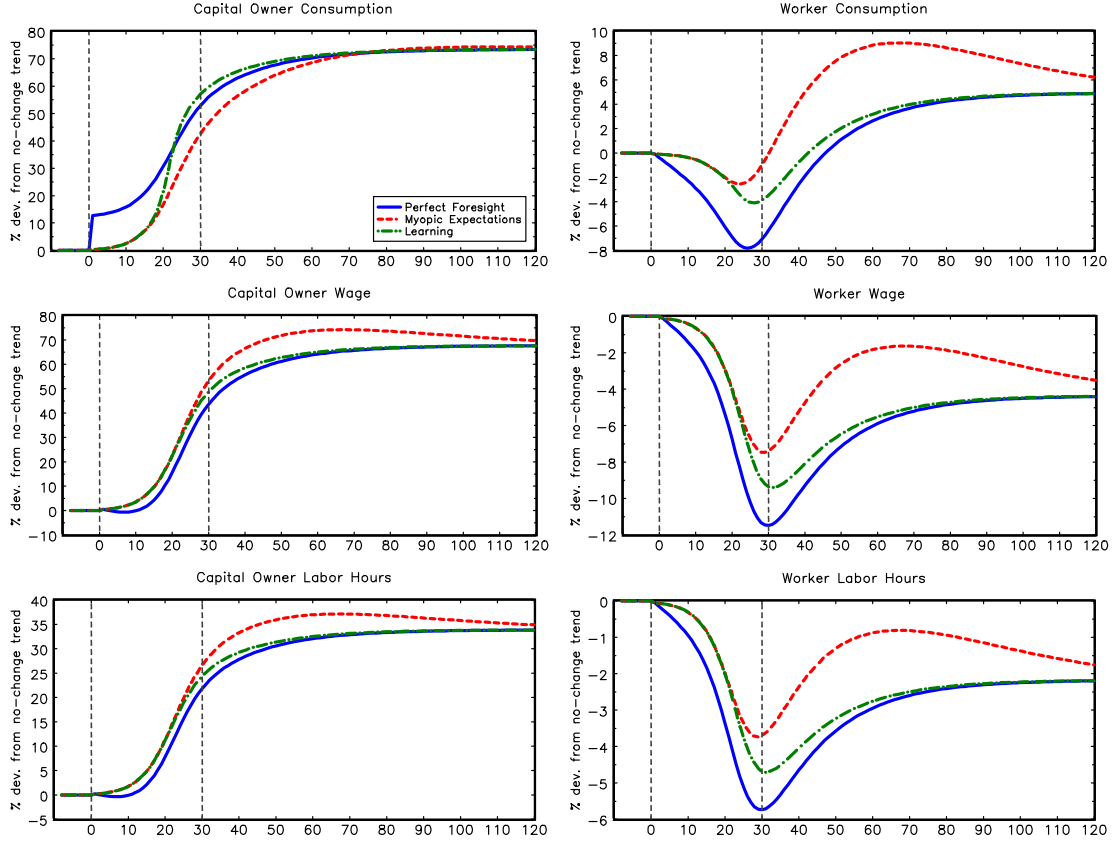 Capital Owner Consumption
% dev. from no-change trend
80
70
60
50
40
30
20
10
0
0 10 20 30 40 50 60 70 80 90 100 110 120
Perfect Foresight
Myopic Expectations
Learning
Worker Consumption
% dev. from no-change trend
10
8
6
4
2
0
-2
-4
-6
-8
0 10 20 30 40 50 60 70 80 90 100 110 120
Capital Owner Wage
% dev. from no-change trend
80
70
60
50
40
30
20
10
0
-10
0 10 20 30 40 50 60 70 80 90 100 110 120
Worker Wage
% dev. from no-change trend
0
-2
-4
-6
-8
-10
-12
0 10 20 30 40 50 60 70 80 90 100 110 120
Capital Owner Labor Hours
% dev. from no-change trend
40
35
30
25
20
15
10
5
0
-5
0 10 20 30 40 50 60 70 80 90 100 110 120
Worker Labor Hours
% dev. from no-change trend
0
-1
-2
-3
-4
-5
-6
0 10 20 30 40 50 60 70 80 90 100 110 120